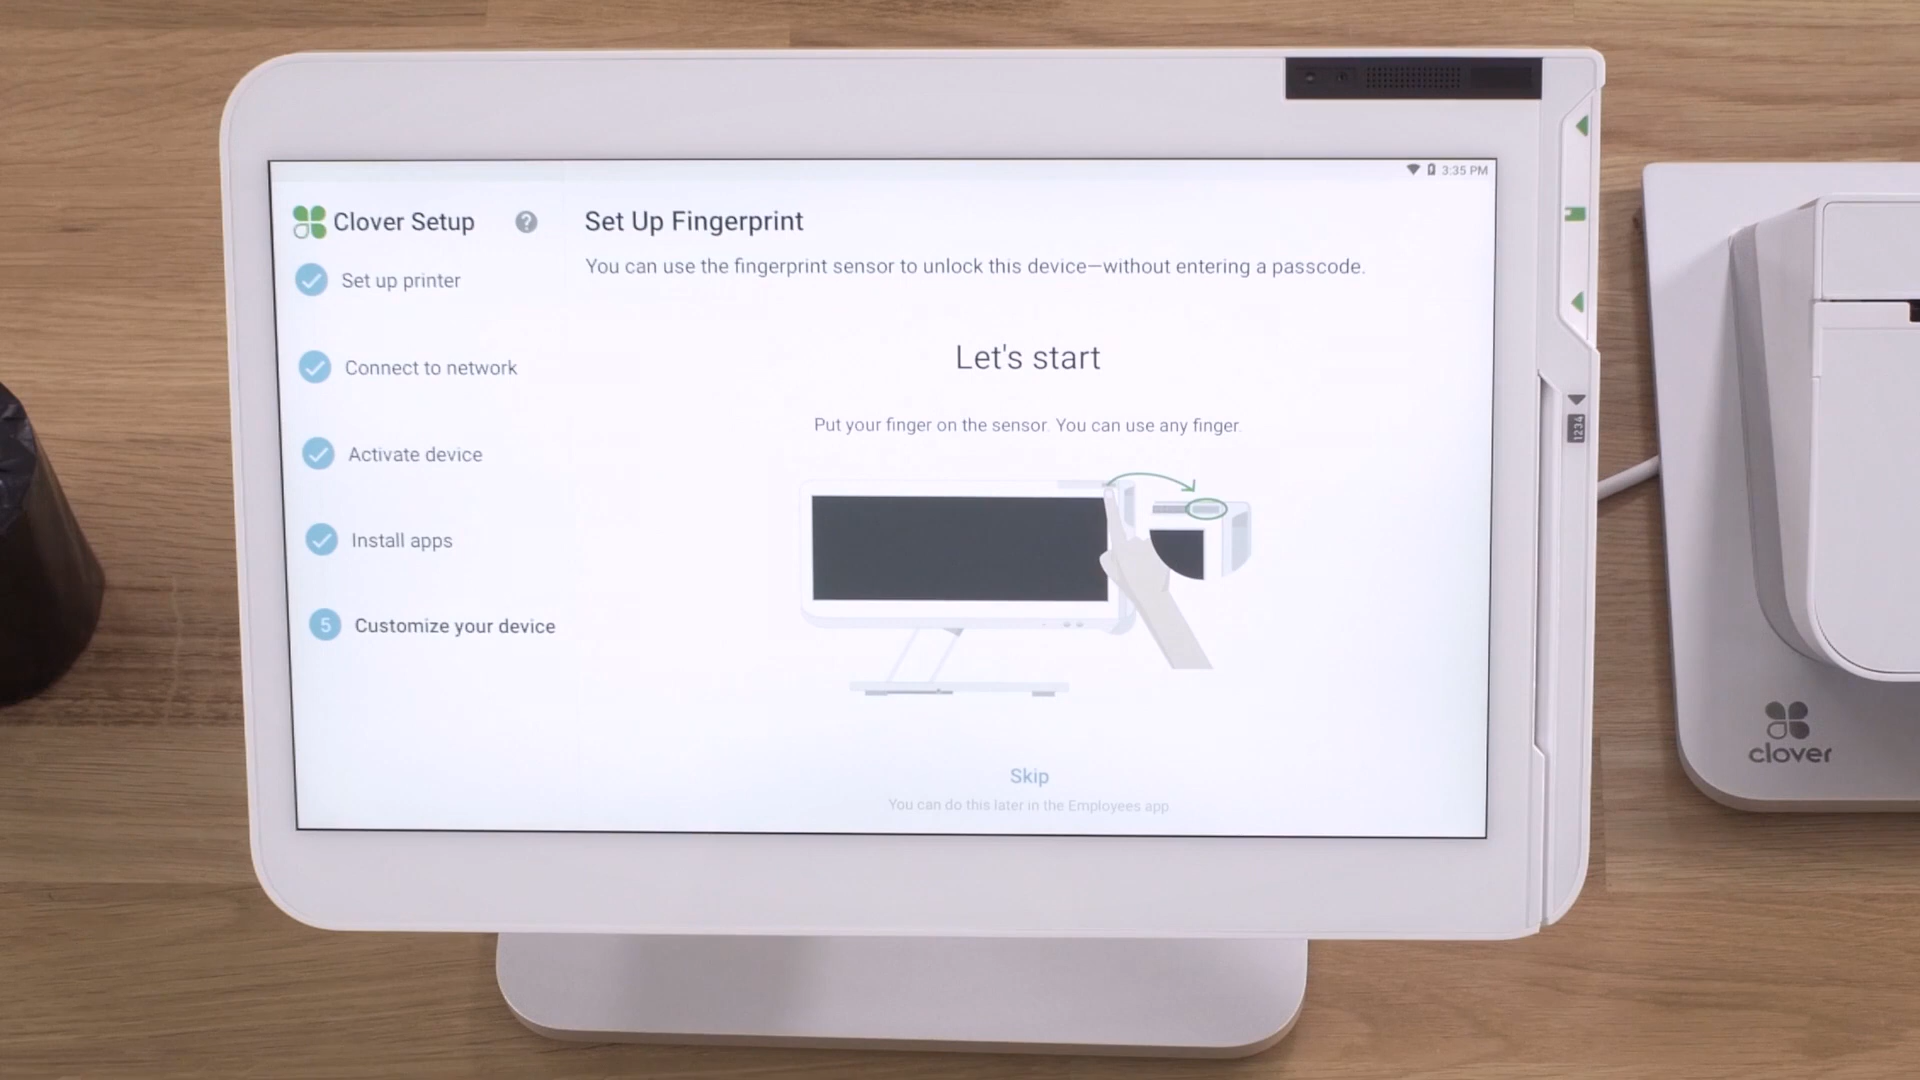 3:35 PM
Clover Setup
?
Set up printer
Connect to network
Activate device
Install apps
5 Customize your device
Set Up Fingerprint
You can use the fingerprint sensor to unlock this device—without entering a passcode.
Let's start
Put your finger on the sensor. You can use any finger.
Skip
You can do this later in the Employees app
1234
clover